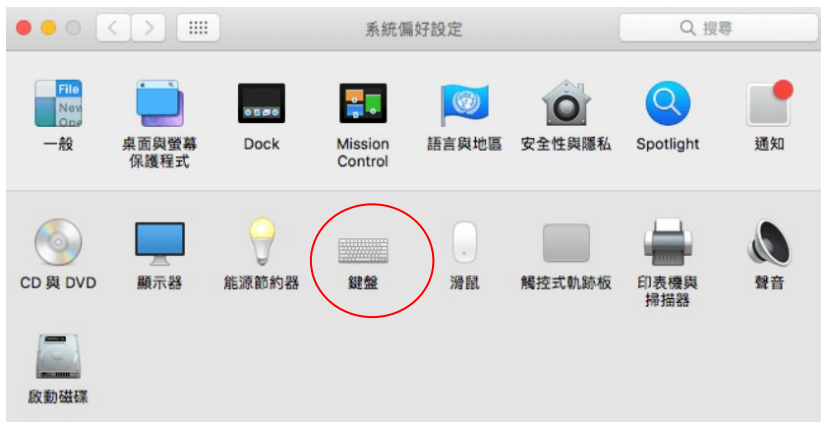 系統偏好設定
搜尋
File
New
Ope
一般
桌面與螢幕
保護程式
Dock
Mission
Control
語言與地區
安全性與隱私
Spotlight
通知
CD 與 DVD
顯示器
能源節約器
鍵盤
滑鼠
觸控式軌跡板
印表機與
掃描器
聲音
啟動磁碟